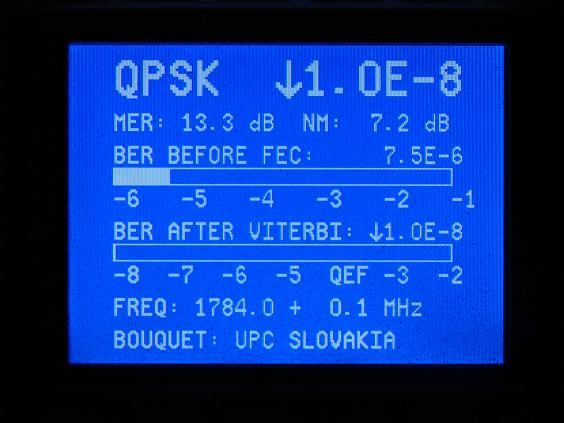 QPSK ↓1.0E-8
MER: 13.3 dB NM: 7.2 dB
BER BEFORE FEC: 7.5E-6
-6 -5 -4 -3 -2 -1
BER AFTER VITERBI: ↓1.0E-8
-8 -7 -6 -5 QEF -3 -2
FREQ: 1784.0 + 0.1 MHz
BOUQUET: UPC SLOVAKIA